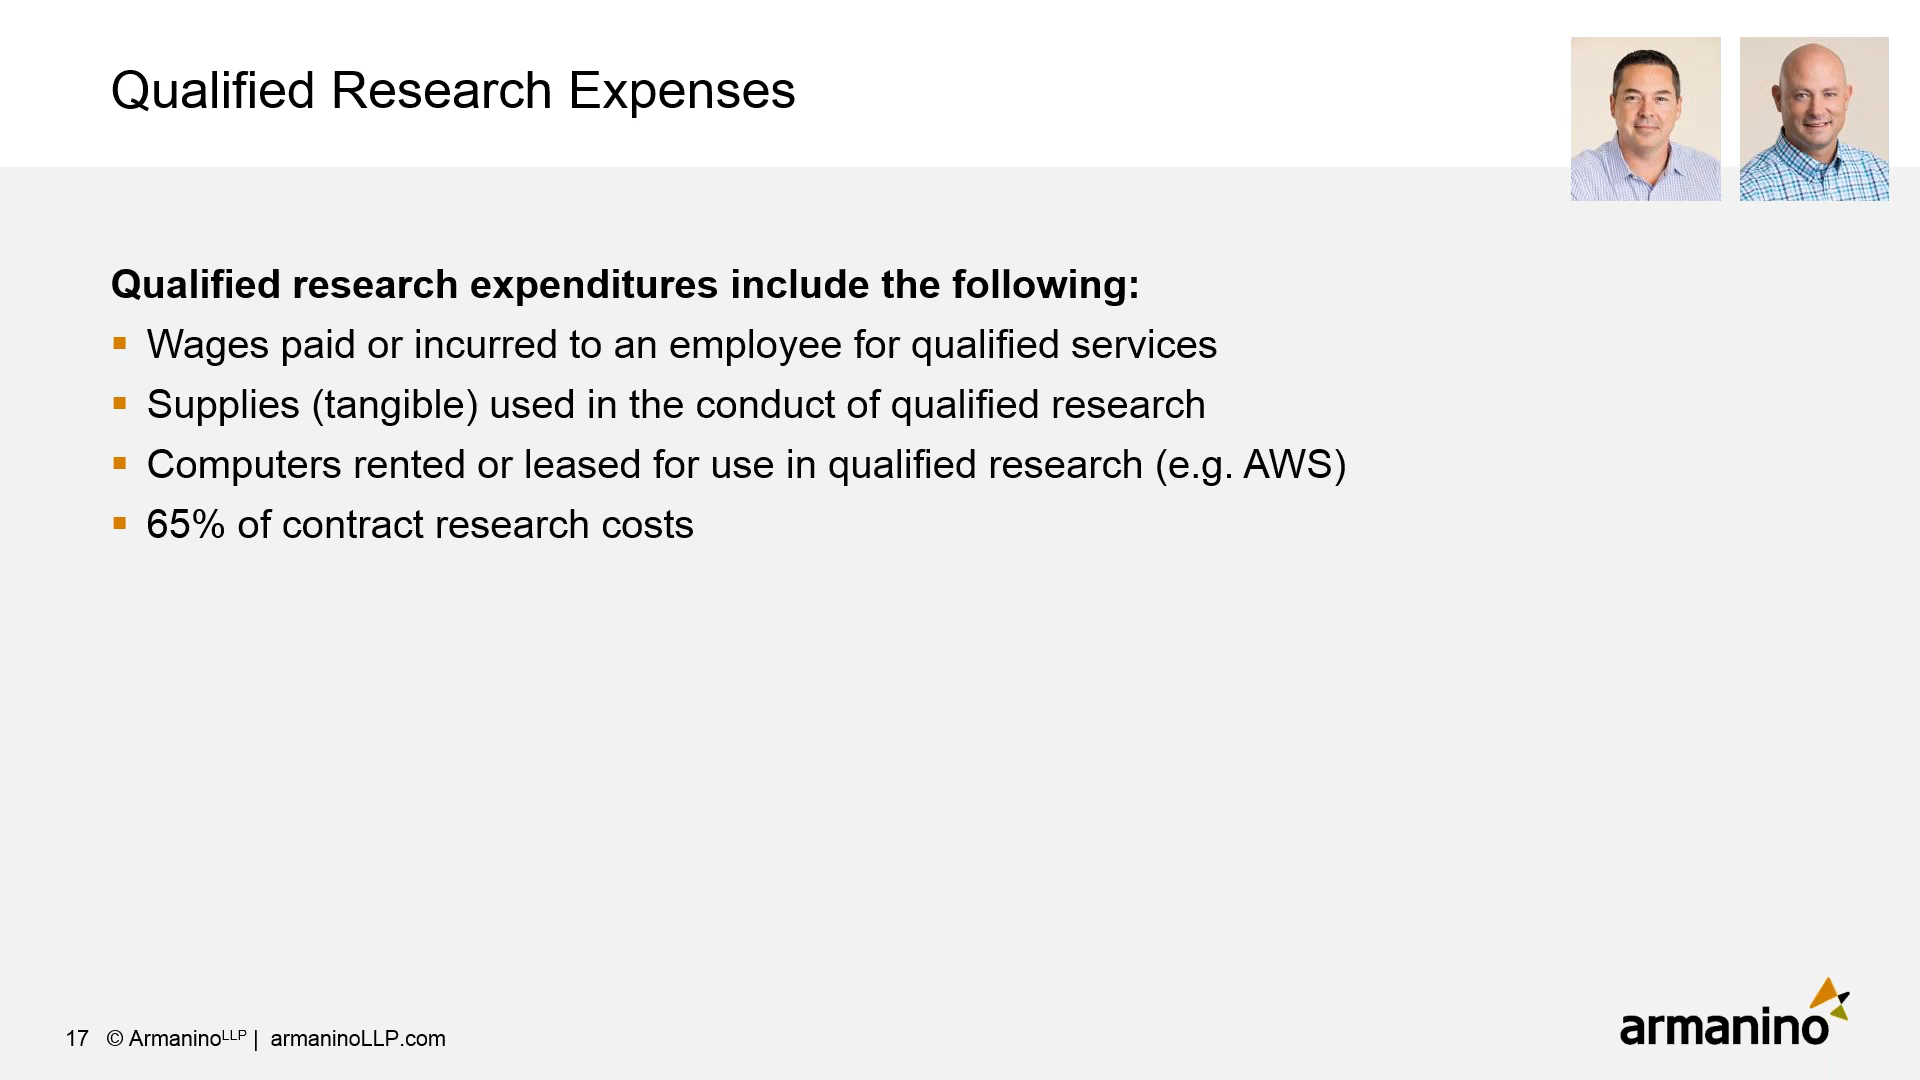 Qualified Research Expenses
Qualified research expenditures include the following:
▪ Wages paid or incurred to an employee for qualified services
▪ Supplies (tangible) used in the conduct of qualified research
▪ Computers rented or leased for use in qualified research (e.g. AWS)
▪ 65% of contract research costs
17 © ArmaninoLLP | armaninoLLP.com
armanino